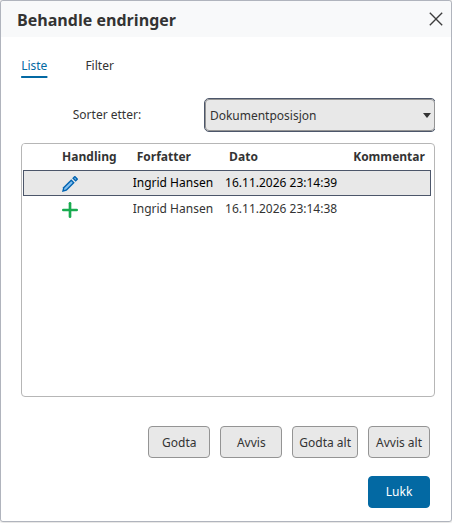 Behandle endringer
Liste Filter
Sorter etter: Dokumentposisjon
Handling Forfatter Dato Kommentar
Ingrid Hansen 16.11.2026 23:14:39
Ingrid Hansen 16.11.2026 23:14:38
Godta Avvis Godta alt Avvis alt
Lukk